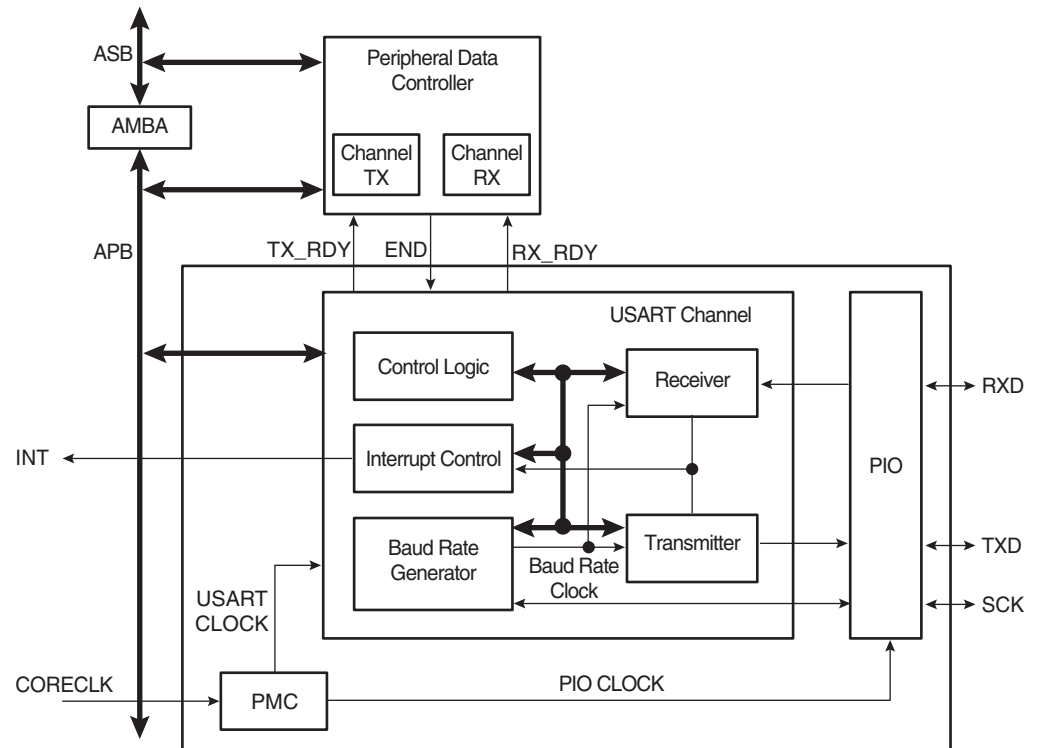 ASB
Peripheral Data
Controller
AMBA
Channel
TX
Channel
RX
APB
TX_RDY
END
RX_RDY
USART Channel
Control Logic
Receiver
RXD
INT
Interrupt Control
PIO
Baud Rate
Generator
Transmitter
TXD
Baud Rate
Clock
USART
CLOCK
SCK
CORECLK
PMC
PIO CLOCK